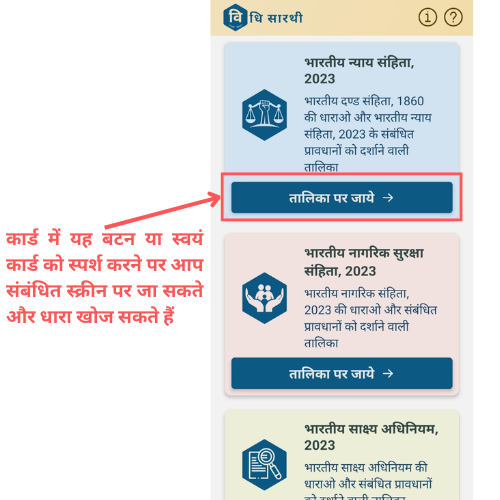 विधि सारथी
भारतीय न्याय संहिता,
2023
भारतीय दण्ड संहिता, 1860
की धाराओ और भारतीय न्याय
संहिता, 2023 के संबंधित
प्रावधानों को दर्शाने वाली
तालिका
तालिका पर जाये →
कार्ड में यह बटन या स्वयं
कार्ड को स्पर्श करने पर आप
संबंधित स्क्रीन पर जा सकते
और धारा खोज सकते हैं
भारतीय नागरिक सुरक्षा
संहिता, 2023
भारतीय नागरिक संहिता,
2023 की धाराओ और संबंधित
प्रावधानों को दर्शाने वाली
तालिका
तालिका पर जाये →
भारतीय साक्ष्य अधिनियम,
2023
भारतीय साक्ष्य अधिनियम की
धाराओ और संबंधित प्रावधानों
को दर्शाने वाली तालिका